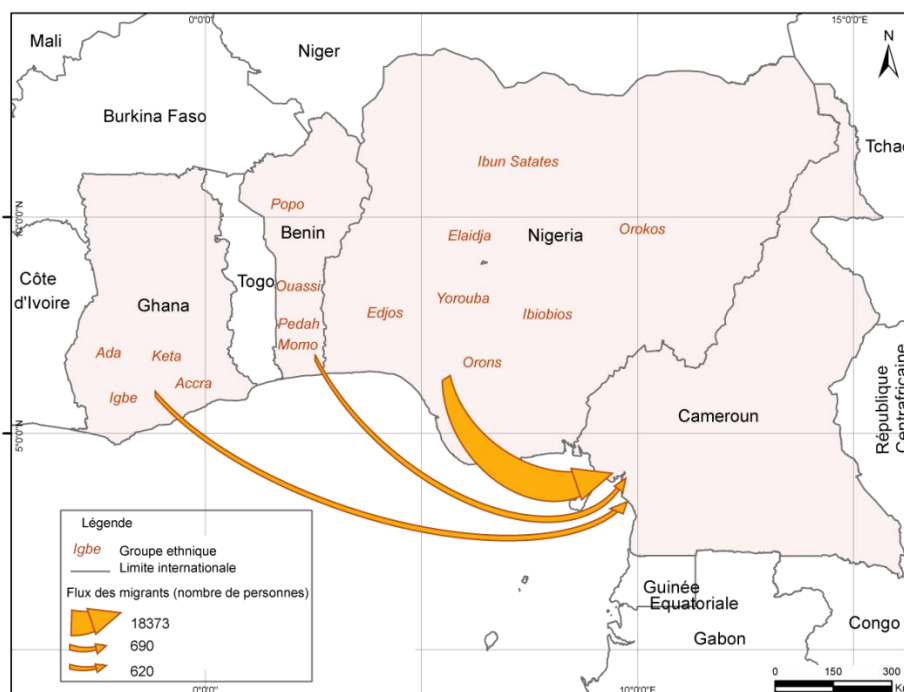 0°0'0"
15°0'0"E
Mali
Niger
N
Burkina Faso
Tchad
Ibun Satates
Popo
10°0'0"N
Benin
Elaidja
Nigeria
Orokos
Côte
d'Ivoire
Togo
Ouassi
Ghana
Edjos
Yorouba
Ibiobios
Pedah
Momo
Ada
Keta
Orons
Accra
Igbe
Cameroun
République
Centrafricaine
5°0'0"N
Légende
Igbe Groupe ethnique
Limite internationale
Flux des migrants (nombre de personnes)
18373
690
620
Guinée
Equatoriale
Gabon
Congo
0°0'0"
10°0'0"E
0 150 300